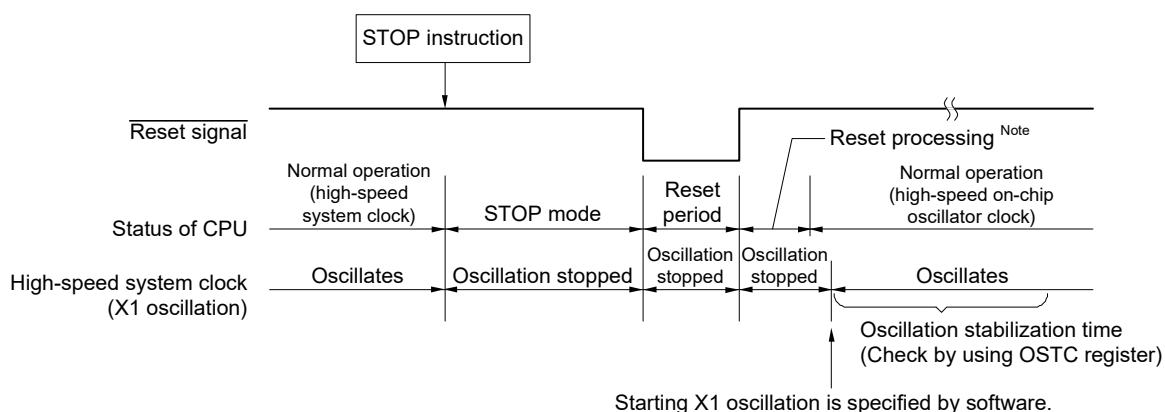 STOP instruction
Reset signal
Reset processing Note
Normal operation
(high-speed
system clock)
Reset
period
Normal operation
(high-speed on-chip
oscillator clock)
Status of CPU
STOP mode
High-speed system clock
(X1 oscillation)
Oscillates
Oscillation stopped
Oscillation
stopped
Oscillation
stopped
Oscillates
Oscillation stabilization time
(Check by using OSTC register)
Starting X1 oscillation is specified by software.